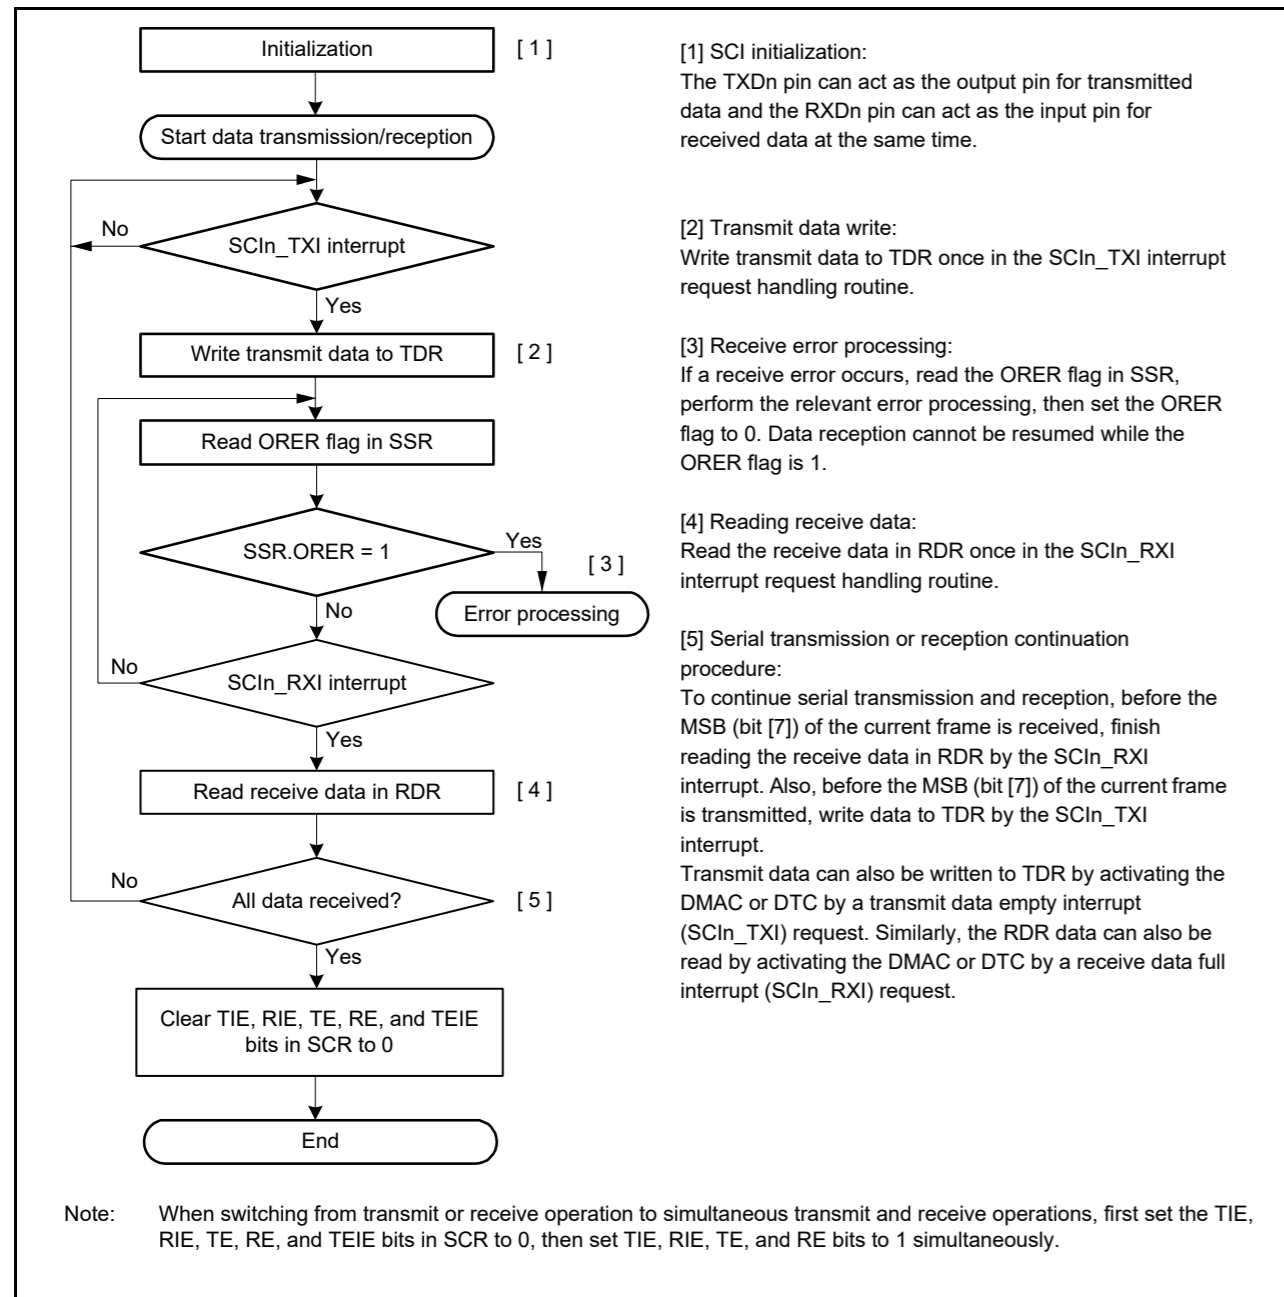 Initialization
[ 1 ]
Start data transmission/reception
No
SCIn_TXI interrupt
Yes
Write transmit data to TDR
[ 2 ]
Read ORER flag in SSR
SSR.ORER = 1
Yes
[ 3 ]
Error processing
No
No
SCIn_RXI interrupt
Yes
Read receive data in RDR
[ 4 ]
No
All data received?
[ 5 ]
Yes
Clear TIE, RIE, TE, RE, and TEIE
bits in SCR to 0
End
[1] SCI initialization:
The TXDn pin can act as the output pin for transmitted
data and the RXDn pin can act as the input pin for
received data at the same time.
[2] Transmit data write:
Write transmit data to TDR once in the SCIn_TXI interrupt
request handling routine.
[3] Receive error processing:
If a receive error occurs, read the ORER flag in SSR,
perform the relevant error processing, then set the ORER
flag to 0. Data reception cannot be resumed while the
ORER flag is 1.
[4] Reading receive data:
Read the receive data in RDR once in the SCIn_RXI
interrupt request handling routine.
[5] Serial transmission or reception continuation
procedure:
To continue serial transmission and reception, before the
MSB (bit [7]) of the current frame is received, finish
reading the receive data in RDR by the SCIn_RXI
interrupt. Also, before the MSB (bit [7]) of the current frame
is transmitted, write data to TDR by the SCIn_TXI
interrupt.
Transmit data can also be written to TDR by activating the
DMAC or DTC by a transmit data empty interrupt
(SCIn_TXI) request. Similarly, the RDR data can also be
read by activating the DMAC or DTC by a receive data full
interrupt (SCIn_RXI) request.
Note: When switching from transmit or receive operation to simultaneous transmit and receive operations, first set the TIE,
RIE, TE, RE, and TEIE bits in SCR to 0, then set TIE, RIE, TE, and RE bits to 1 simultaneously.